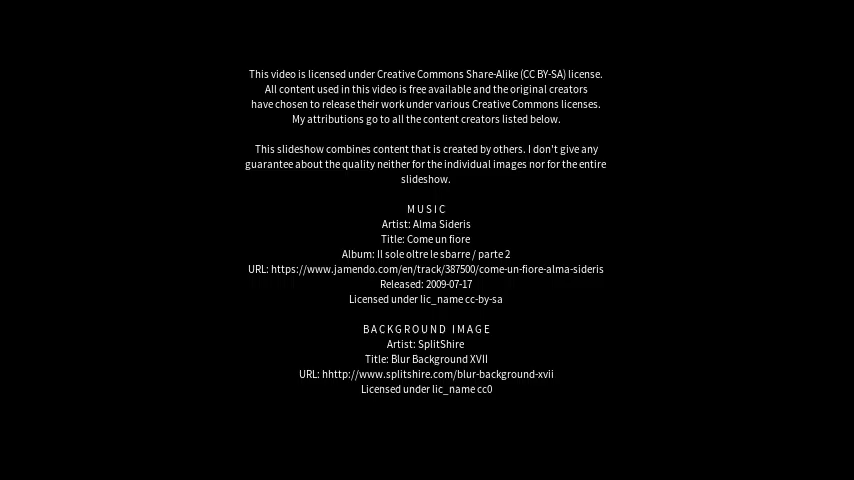 This video is licensed under Creative Commons Share-Alike (CC BY-SA) license.
All content used in this video is free available and the original creators
have chosen to release their work under various Creative Commons licenses.
My attributions go to all the content creators listed below.
This slideshow combines content that is created by others. I don't give any
guarantee about the quality neither for the individual images nor for the entire
slideshow.
MUSIC
Artist: Alma Sideris
Title: Come un fiore
Album: Il sole oltre le sbarre / parte 2
URL: https://www.jamendo.com/en/track/387500/come-un-fiore-alma-sideris
Released: 2009-07-17
Licensed under lic_name cc-by-sa
BACKGROUND IMAGE
Artist: SplitShire
Title: Blur Background XVII
URL: hhttp://www.splitshire.com/blur-background-xvii
Licensed under lic_name cc0